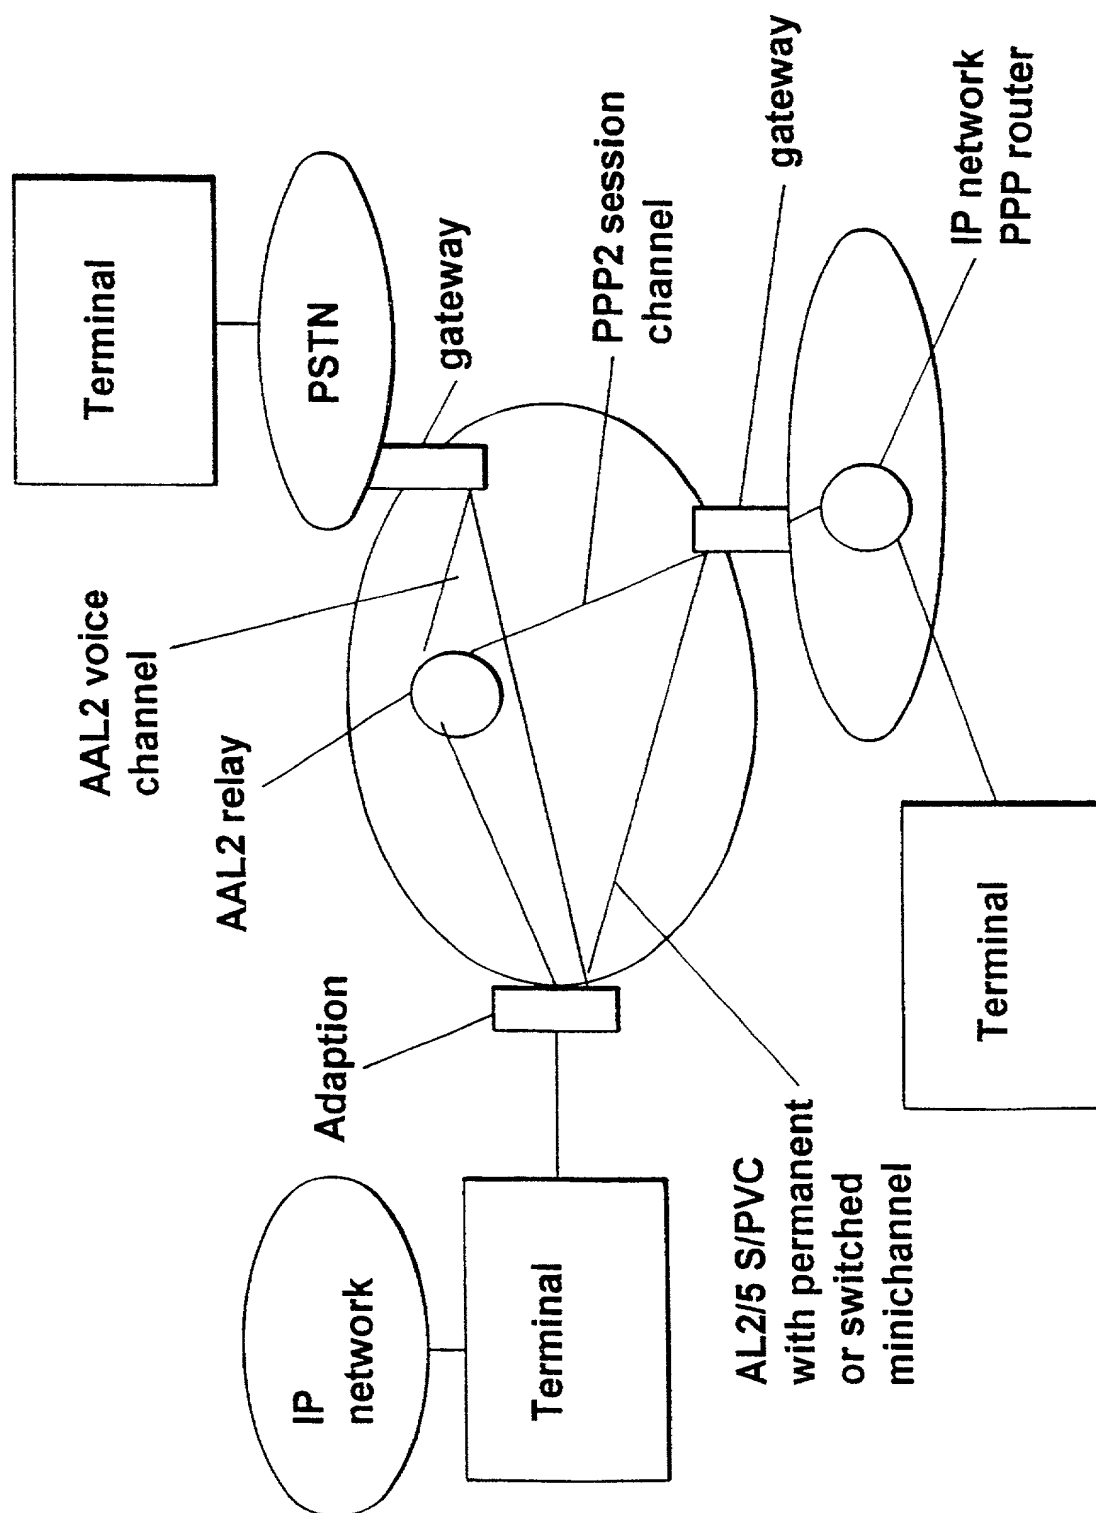 Terminal
PSTN
gateway
PPP2 session
channel
gateway
IP network
PPP router
AAL2 voice
channel
AAL2 relay
Adaption
IP
network
Terminal
AL2/5 S/PVC
with permanent
or switched
minichannel
Terminal